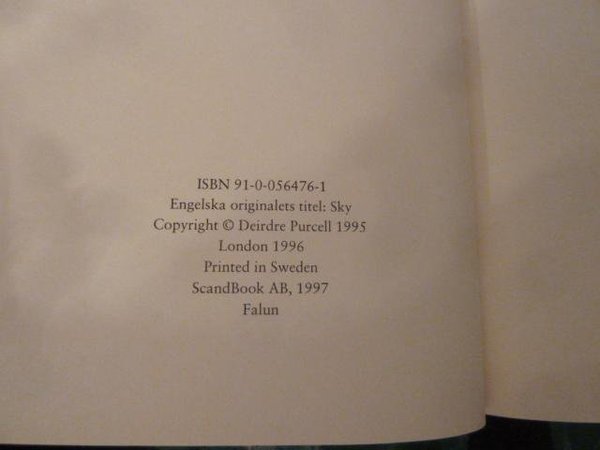 ISBN 91-0-056476-1
Engelska originalets titel: Sky
Copyright © Deirdre Purcell 1995
London 1996
Printed in Sweden
ScandBook AB, 1997
Falun